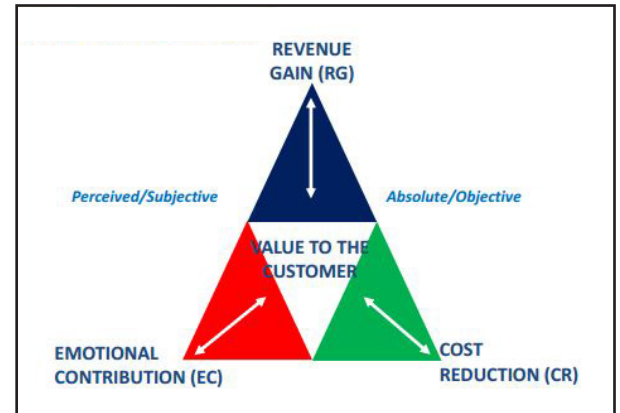 REVENUE
GAIN (RG)
Perceived/Subjective
Absolute/Objective
VALUE TO THE
CUSTOMER
EMOTIONAL
CONTRIBUTION (EC)
COST
REDUCTION (CR)